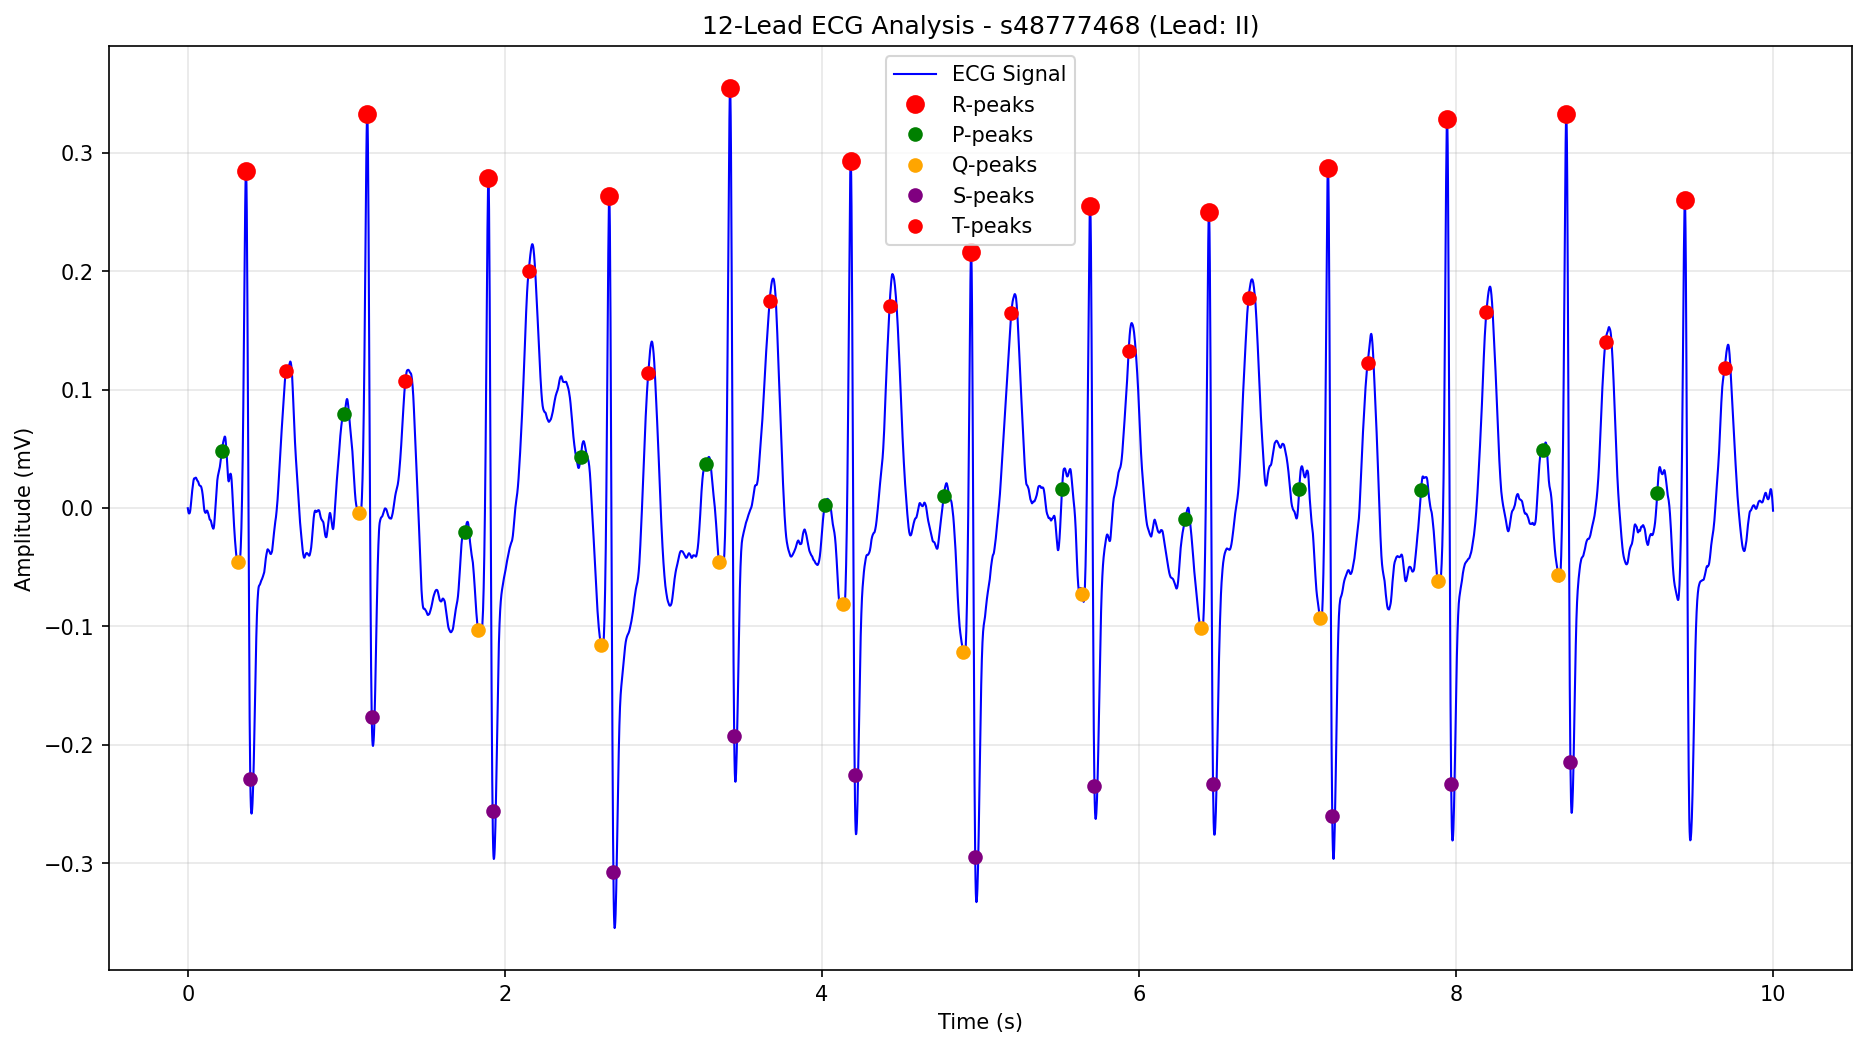 12-Lead ECG Analysis - s48777468 (Lead: II)
ECG Signal
R-peaks
P-peaks
Q-peaks
S-peaks
T-peaks
Amplitude (mV)
0.3
0.2
0.1
0.0
−0.1
−0.2
−0.3
0 2 4 6 8 10
Time (s)